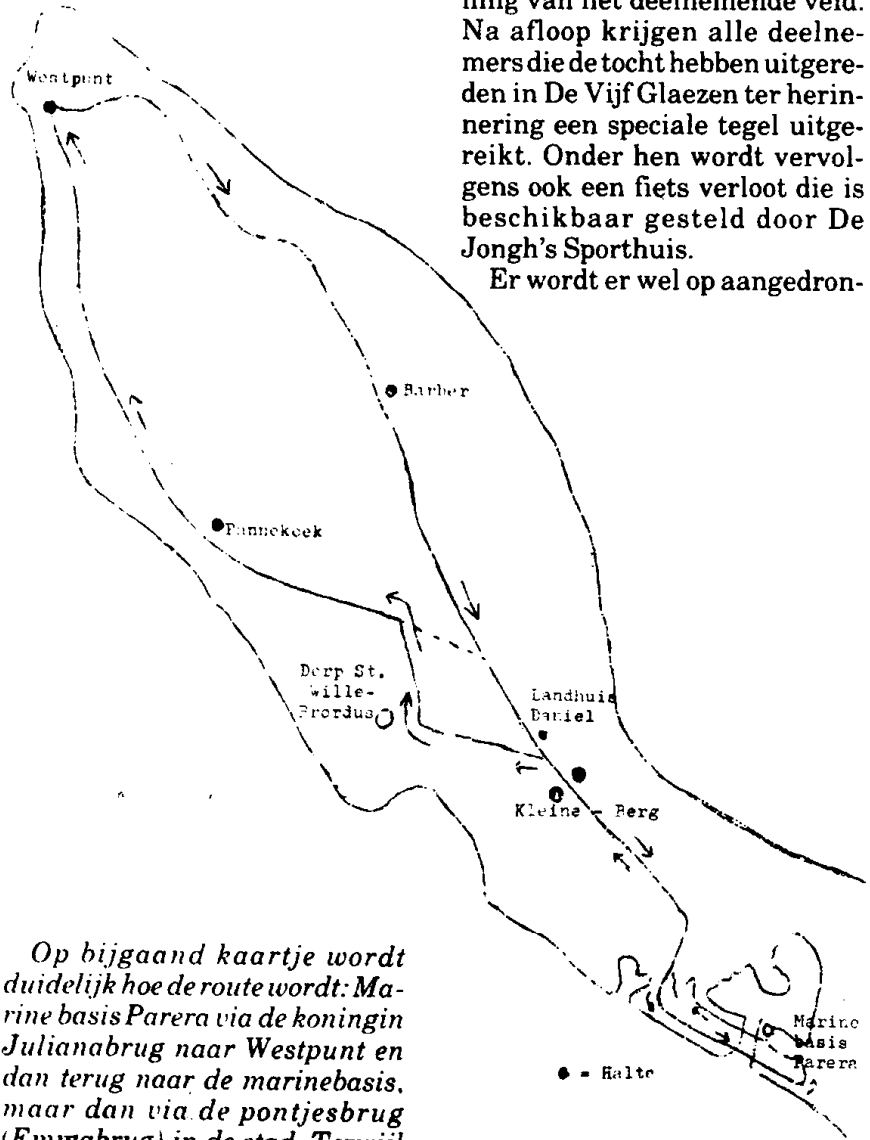 ning van het deelnemende veld.
Na afloop krijgen alle deelne-
mers die de tocht hebben uitgere-
den in De Vijf Glaezen ter herin-
nering een speciale tegel uitge-
reikt. Onder hen wordt vervol-
gens ook een fiets verloot die is
beschikbaar gesteld door De
Jongh's Sporthuis.
Er wordt er wel op aangedron-
Westpunt
Barber
Pannekoek
Dorp St.
Wille-
Brordus
Landhuis
Daniel
Kleine - Berg
Marine
basis
Parera
● = Halte
Op bijgaand kaartje wordt
duidelijk hoe de route wordt: Ma-
rine basis Parera via de koningin
Julianabrug naar Westpunt en
dan terug naar de marinebasis,
maar dan via de pontjesbrug
(Emmabrug) in de stad. Terwijl